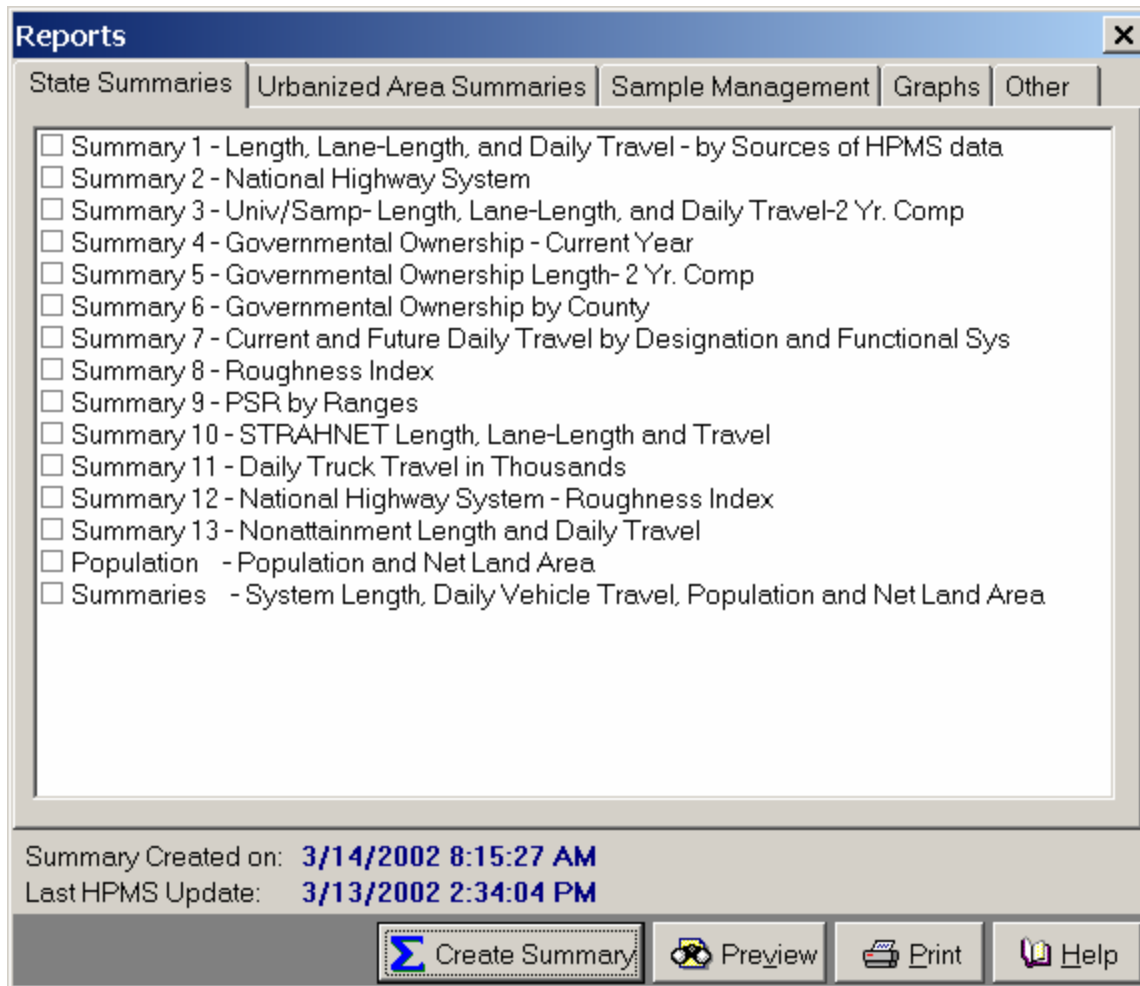 Reports
State Summaries Urbanized Area Summaries Sample Management Graphs Other
Summary 1 - Length, Lane-Length, and Daily Travel - by Sources of HPMS data
Summary 2 - National Highway System
Summary 3 - Univ/Samp- Length, Lane-Length, and Daily Travel-2 Yr. Comp
Summary 4 - Governmental Ownership - Current Year
Summary 5 - Governmental Ownership Length- 2 Yr. Comp
Summary 6 - Governmental Ownership by County
Summary 7 - Current and Future Daily Travel by Designation and Functional Sys
Summary 8 - Roughness Index
Summary 9 - PSR by Ranges
Summary 10 - STRAHNET Length, Lane-Length and Travel
Summary 11 - Daily Truck Travel in Thousands
Summary 12 - National Highway System - Roughness Index
Summary 13 - Nonattainment Length and Daily Travel
Population - Population and Net Land Area
Summaries - System Length, Daily Vehicle Travel, Population and Net Land Area
Summary Created on: 3/14/2002 8:15:27 AM
Last HPMS Update: 3/13/2002 2:34:04 PM
Create Summary Preview Print Help